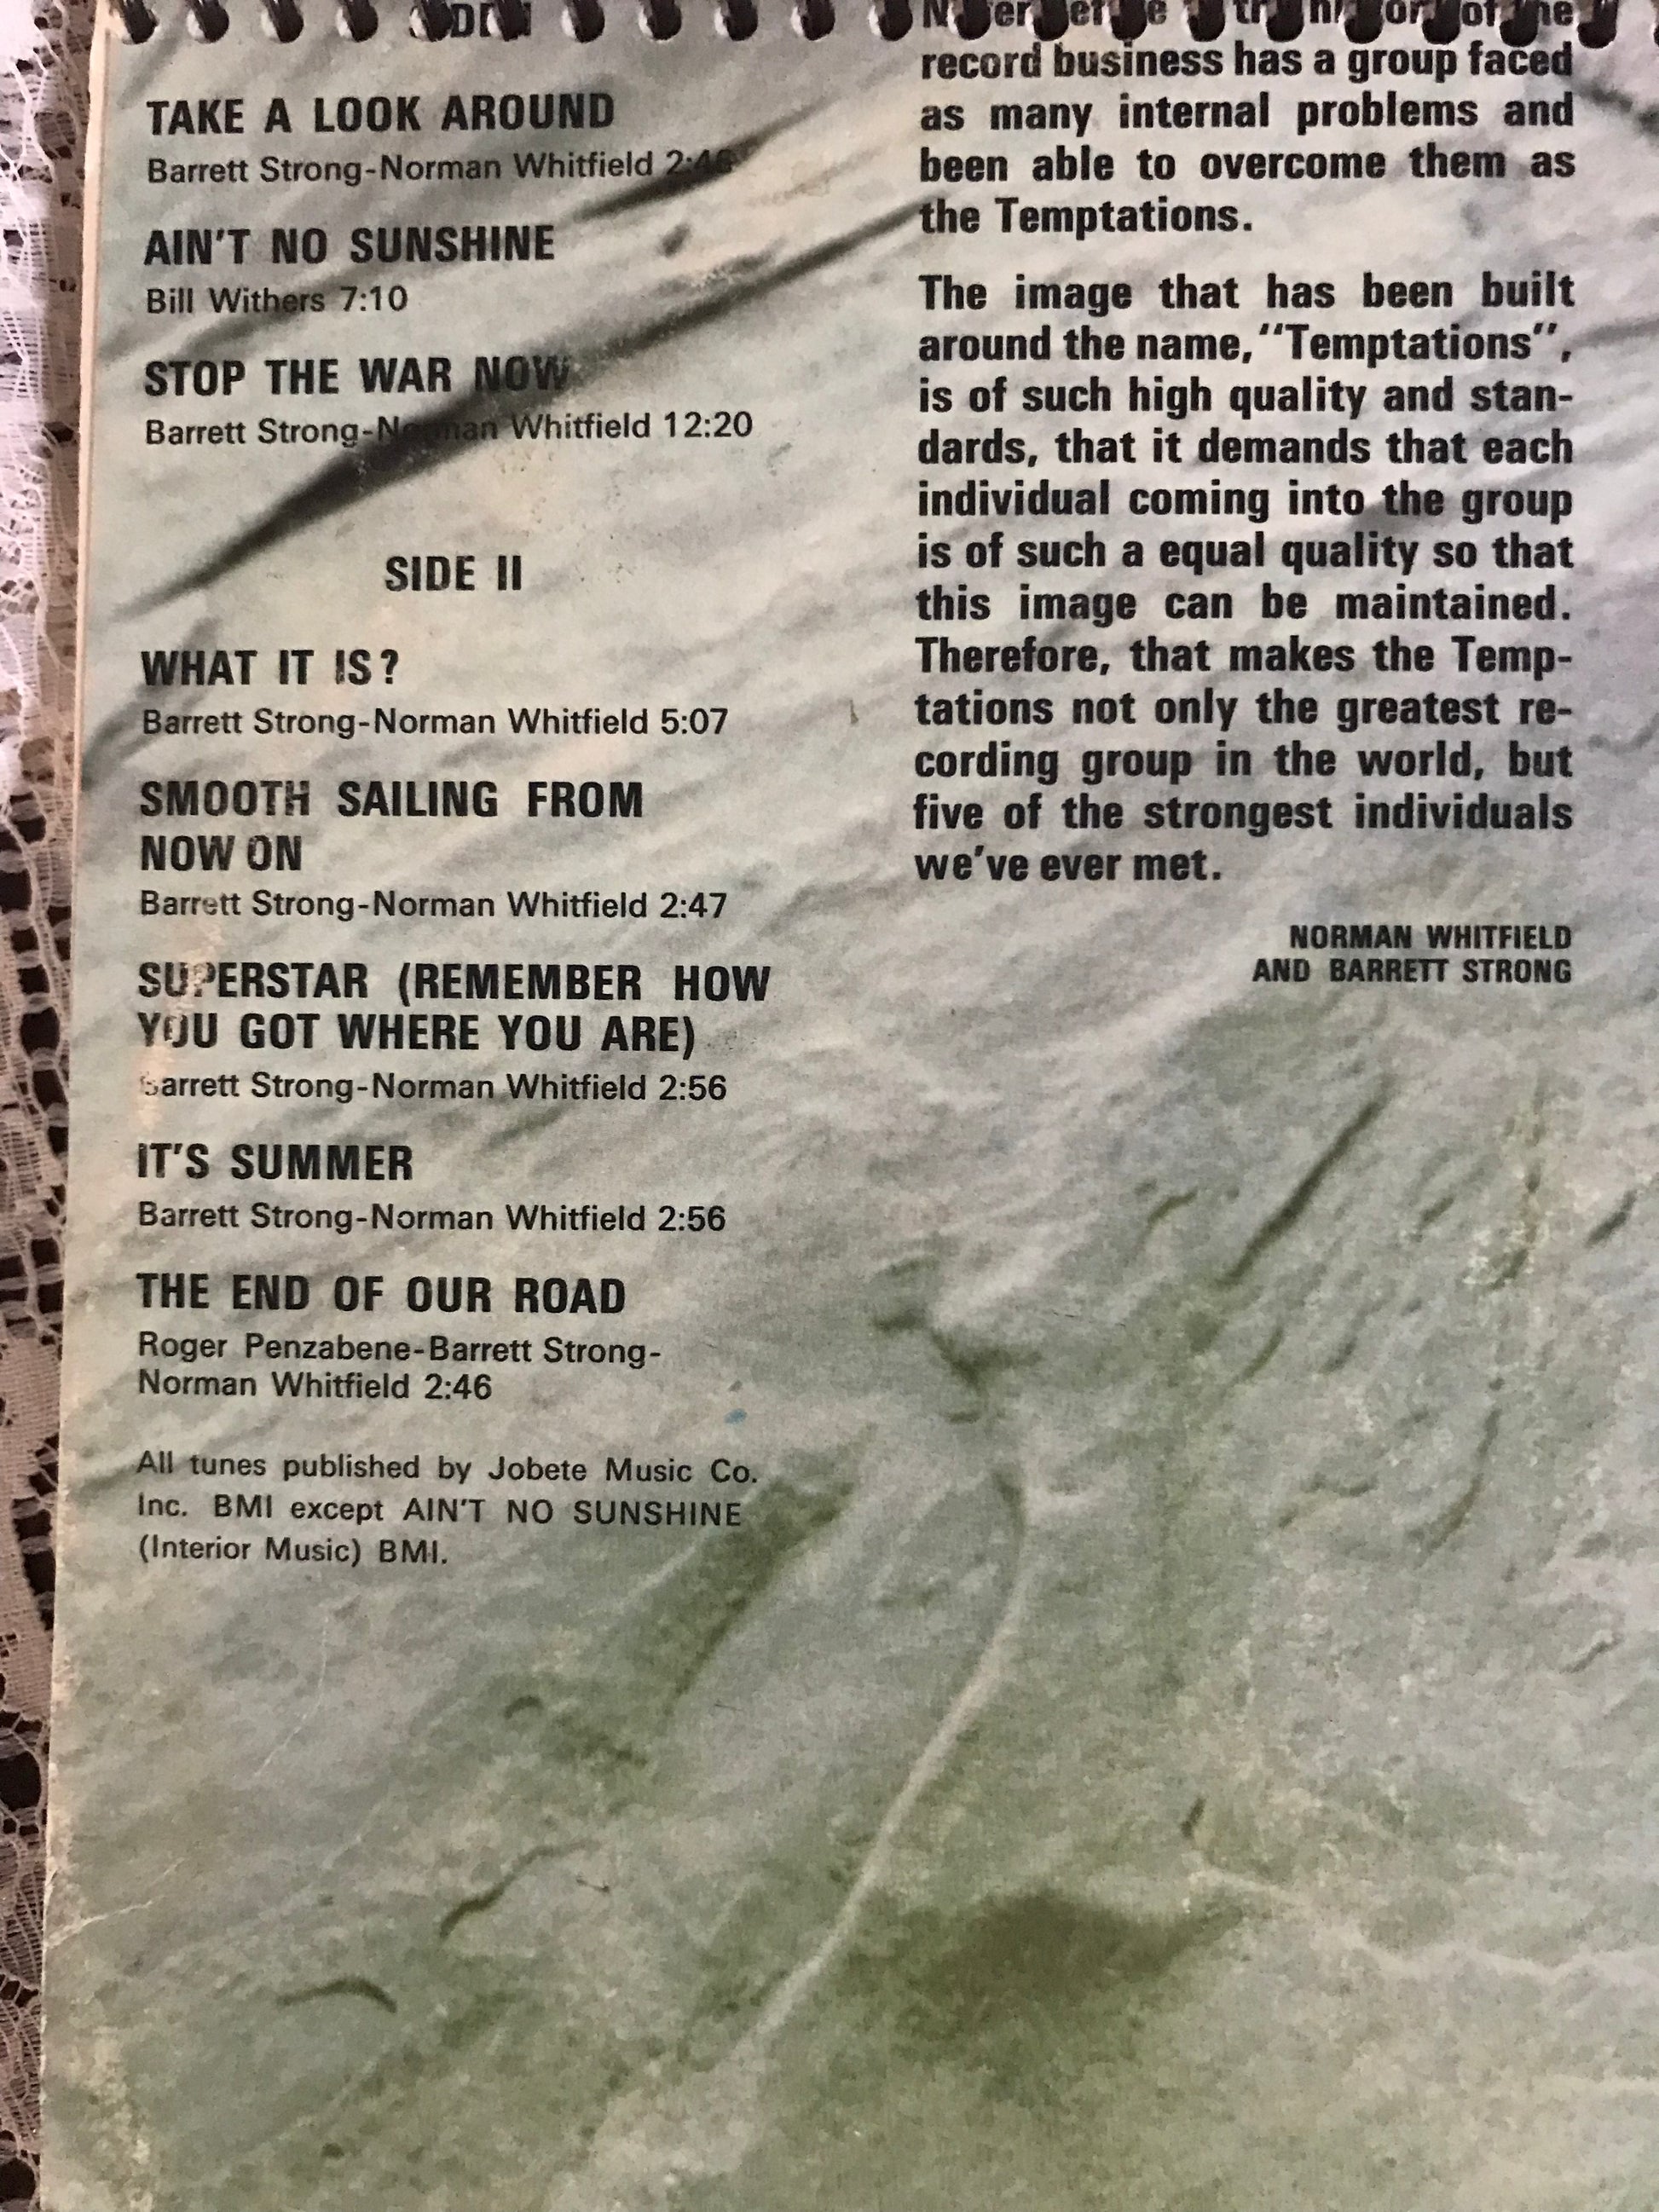 TAKE A LOOK AROUND
Barrett Strong-Norman Whitfield 2:46
AIN'T NO SUNSHINE
Bill Withers 7:10
STOP THE WAR NOW
Barrett Strong-Norman Whitfield 12:20
SIDE II
WHAT IT IS?
Barrett Strong-Norman Whitfield 5:07
SMOOTH SAILING FROM
NOW ON
Barrett Strong-Norman Whitfield 2:47
SUPERSTAR (REMEMBER HOW
YOU GOT WHERE YOU ARE)
Barrett Strong-Norman Whitfield 2:56
IT'S SUMMER
Barrett Strong-Norman Whitfield 2:56
THE END OF OUR ROAD
Roger Penzabene-Barrett Strong-
Norman Whitfield 2:46
All tunes published by Jobete Music Co.
Inc. BMI except AIN'T NO SUNSHINE
(Interior Music) BMI.
of the
record business has a group faced
as many internal problems and
been able to overcome them as
the Temptations.
The image that has been built
around the name, "Temptations",
is of such high quality and stan-
dards, that it demands that each
individual coming into the group
is of such a equal quality so that
this image can be maintained.
Therefore, that makes the Temp-
tations not only the greatest re-
cording group in the world, but
five of the strongest individuals
we've ever met.
NORMAN WHITFIELD
AND BARRETT STRONG